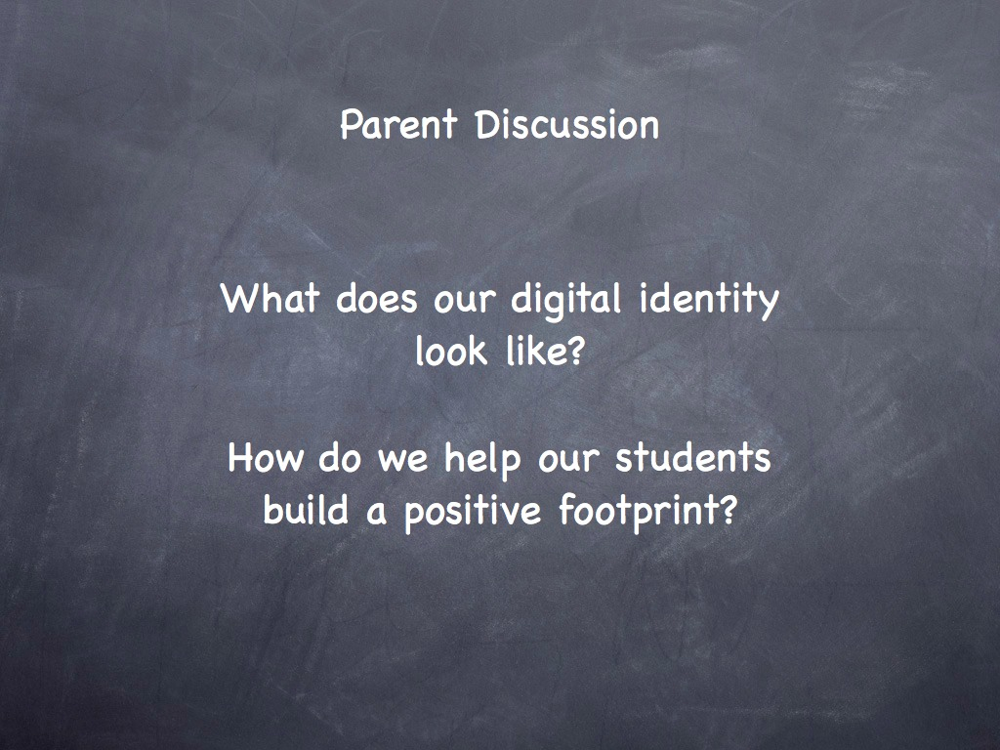 Parent Discussion
What does our digital identity
look like?
How do we help our students
build a positive footprint?